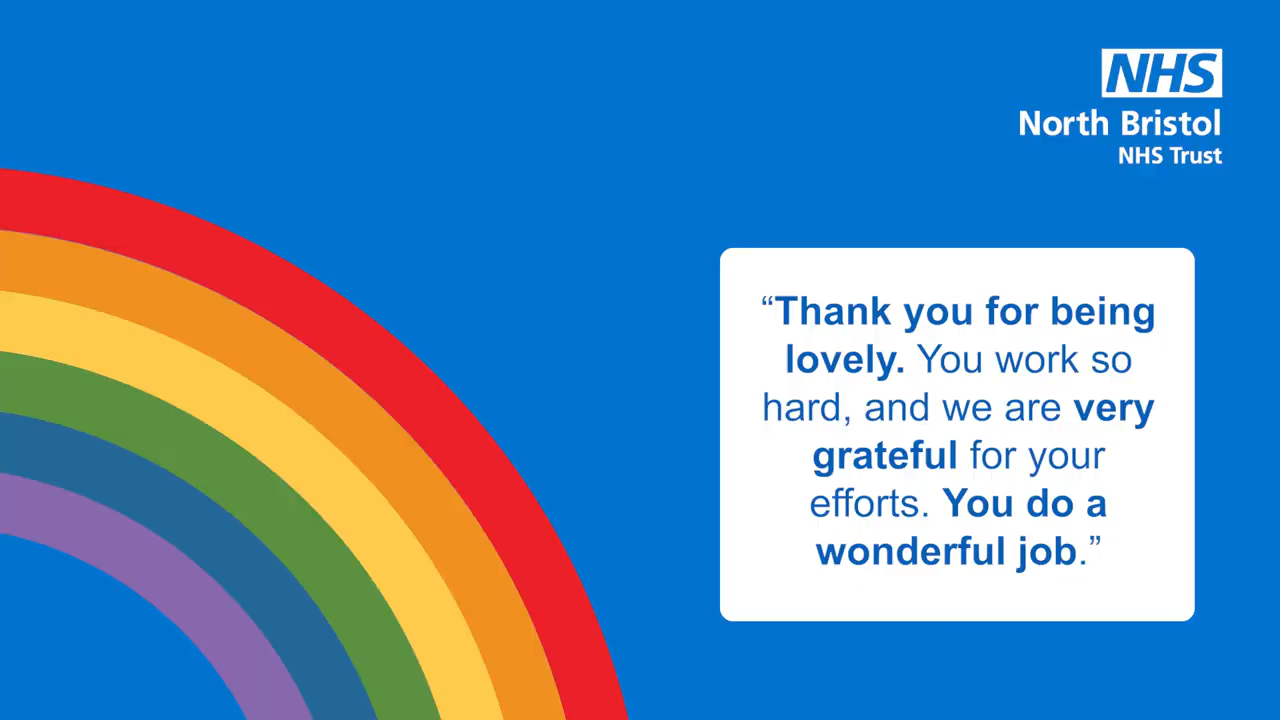 NHS
North Bristol
NHS Trust
“Thank you for being
lovely. You work so
hard, and we are very
grateful for your
efforts. You do a
wonderful job.”